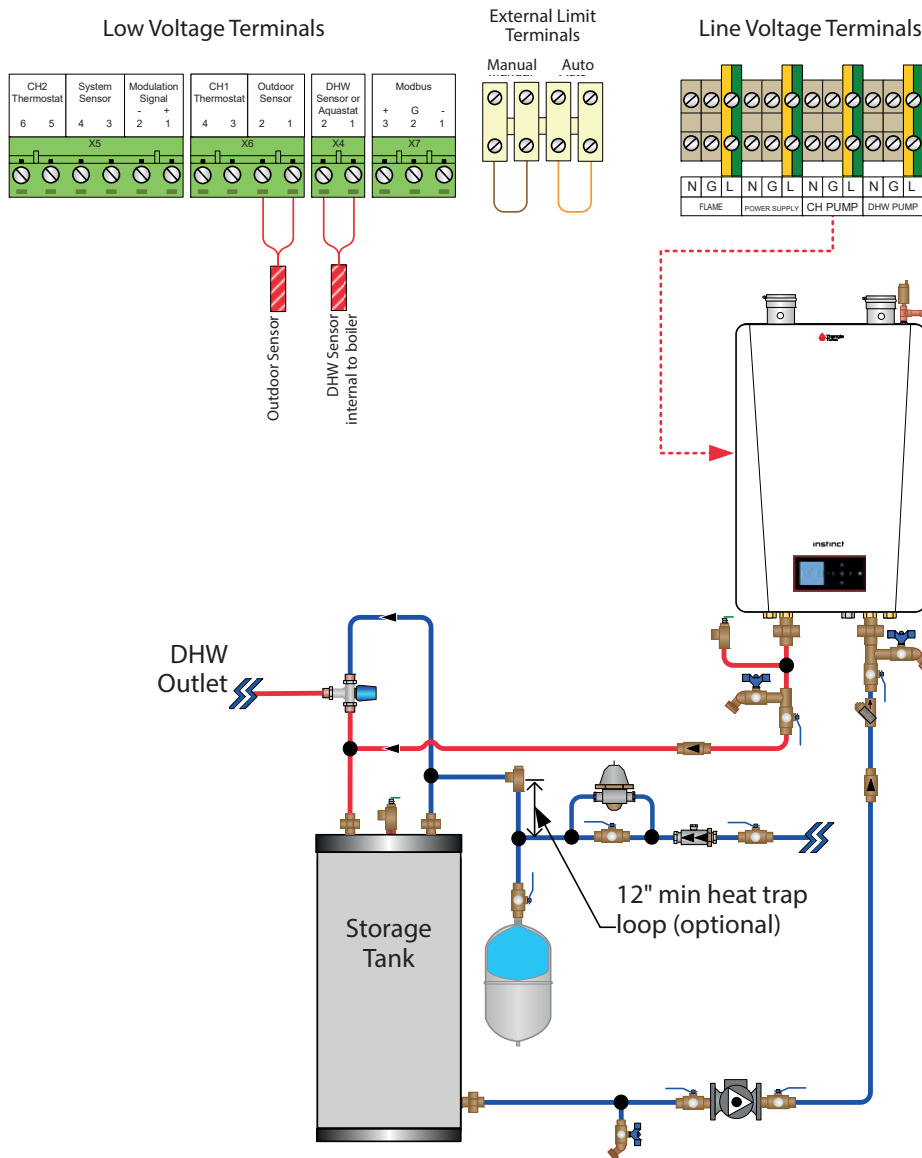 Low Voltage Terminals
External Limit
Terminals
Line Voltage Terminals
Manual
Auto
CH2
Thermostat
System
Sensor
Modulation
Signal
- +
6 5 4 3 2 1
X5
CH1
Thermostat
Outdoor
Sensor
4 3 2 1
X6
DHW
Sensor or
Aquastat
2 1
X4
Modbus
+ G -
3 2 1
X7
N G L N G L N G L N G L
FLAME
POWER SUPPLY
CH PUMP
DHW PUMP
Outdoor Sensor
DHW Sensor
internal to boiler
instinct
DHW
Outlet
12" min heat trap
loop (optional)
Storage
Tank